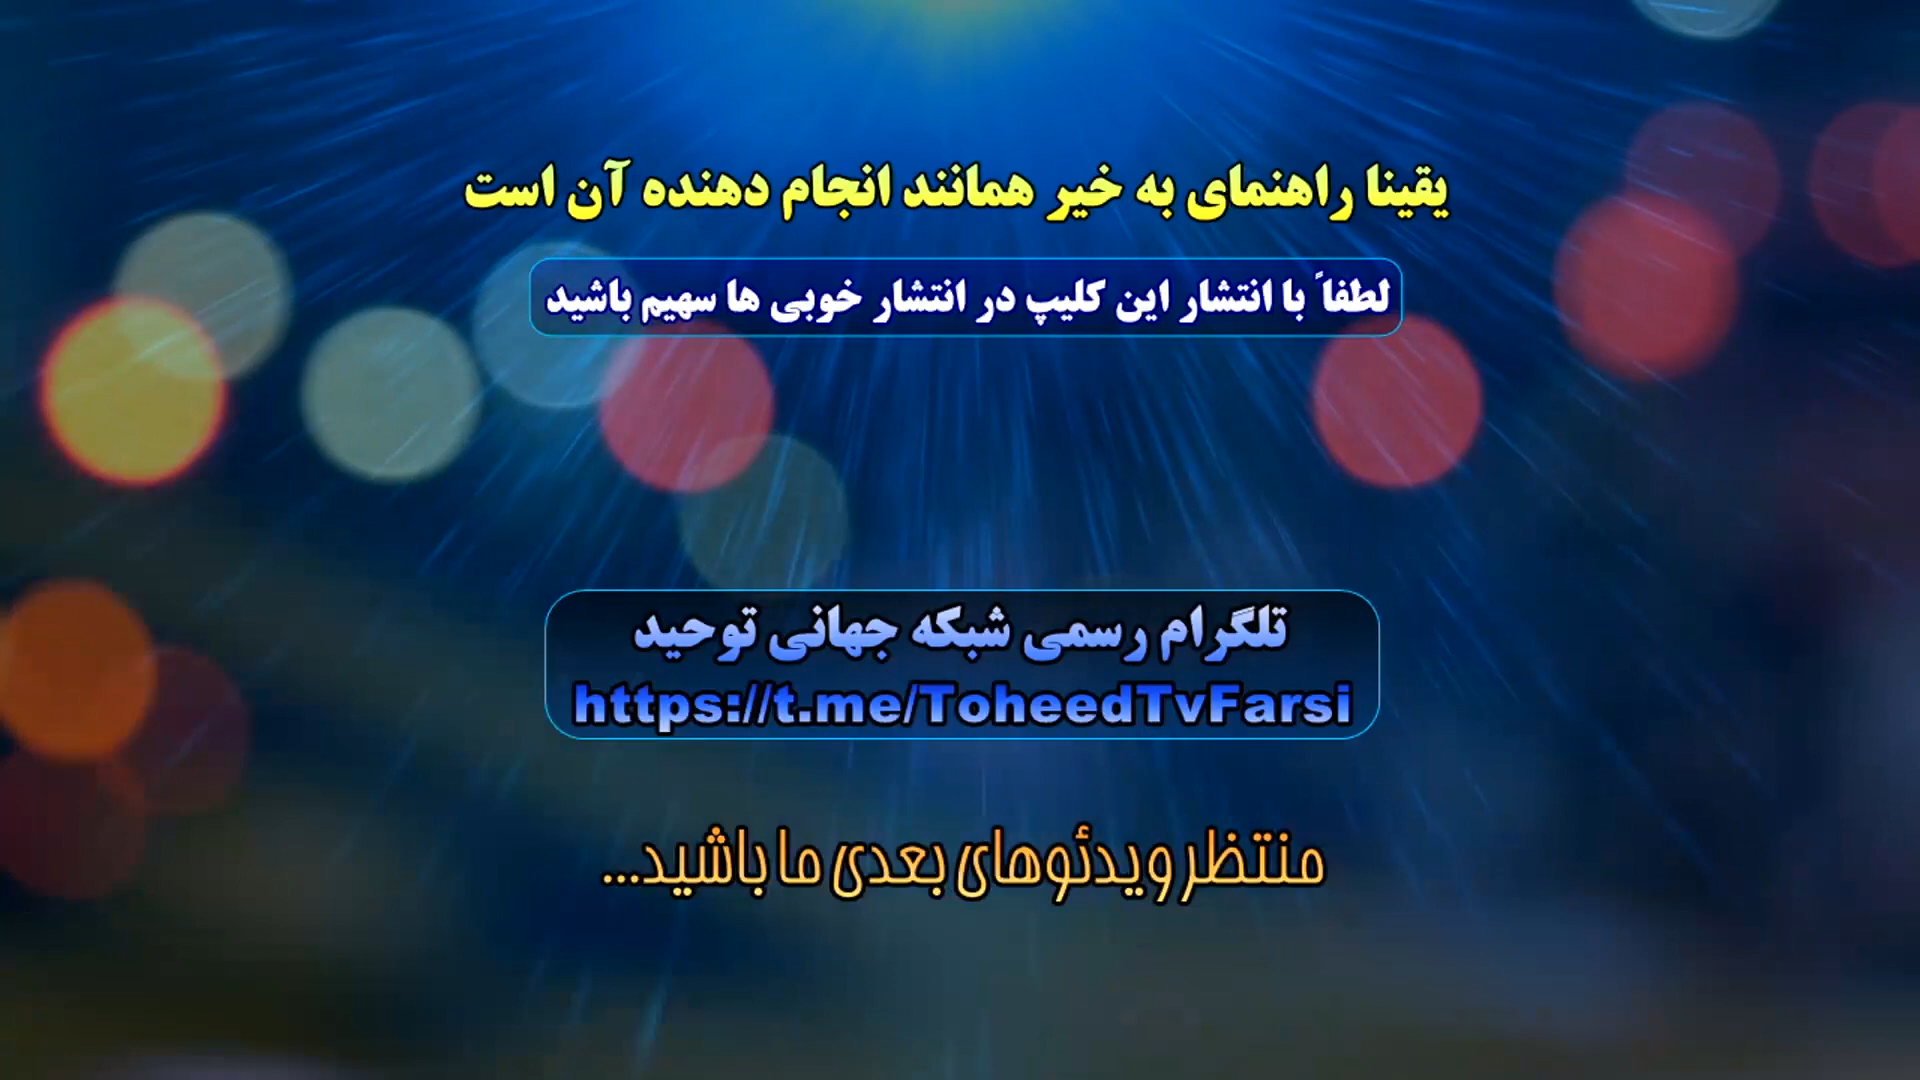 یقینا راهنمای به خیر همانند انجام دهنده آن است
لطفاً با انتشار این کلیپ در انتشار خوبی ها سهیم باشید
تلگرام رسمی شبکه جهانی توحید
https://t.me/ToheedTvFarsi
منتظر ویدئوهای بعدی ما باشید...